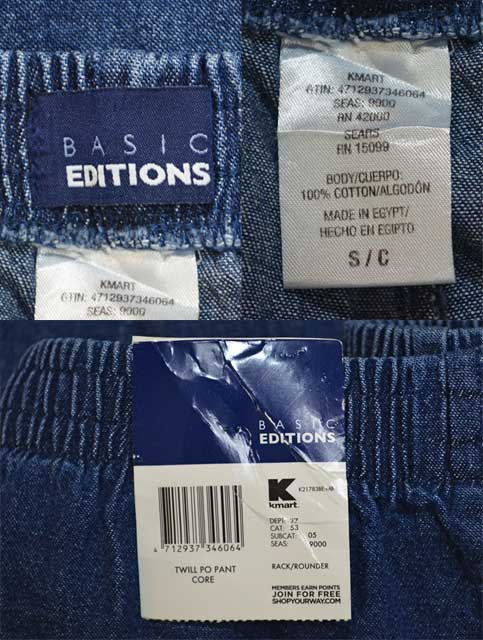 BASIC
EDITIONS
KMART
GTIN: 4712937346064
SEAS: 9000
KMART
GTIN: 4712937346064
SEAS: 9000
RN 42000
SEARS
RN 15099
BODY/CUERPO:
100% COTTON/ALGODÓN
MADE IN EGYPT/
HECHO EN EGIPTO
S / C
BASIC
EDITIONS
K
kmart
4 712937 346064
DEPT: 27
CAT: 53
SUBCAT: 05
SEAS: 9000
TWILL PO PANT
CORE
RACK/ROUNDER
MEMBERS EARN POINTS
JOIN FOR FREE
SHOPYOURWAY.COM